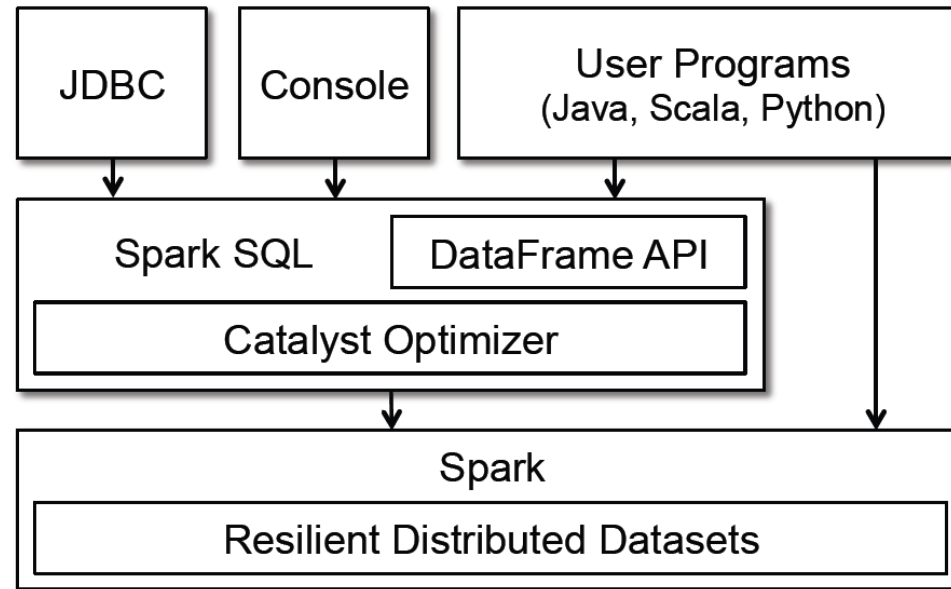 JDBC
Console
User Programs
(Java, Scala, Python)
Spark SQL
DataFrame API
Catalyst Optimizer
Spark
Resilient Distributed Datasets